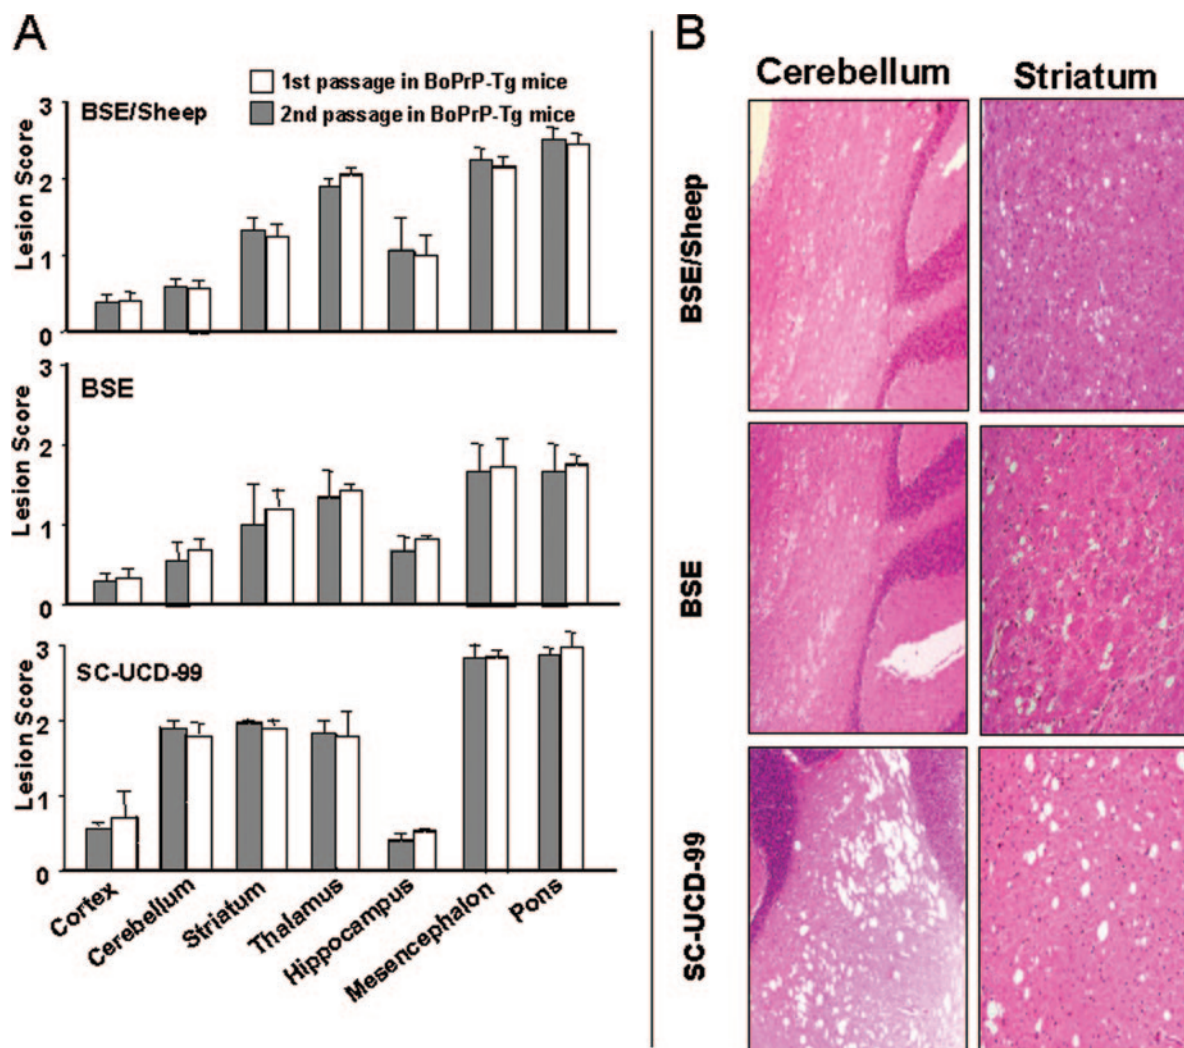 A
1st passage in BoPrP-Tg mice
2nd passage in BoPrP-Tg mice
3
BSE/Sheep
2
1
0
Lesion Score
3
BSE
2
1
0
Lesion Score
3
SC-UCD-99
2
1
0
Lesion Score
Cortex
Cerebellum
Striatum
Thalamus
Hippocampus
Mesencephalon
Pons
B
Cerebellum
Striatum
BSE/Sheep
BSE
SC-UCD-99